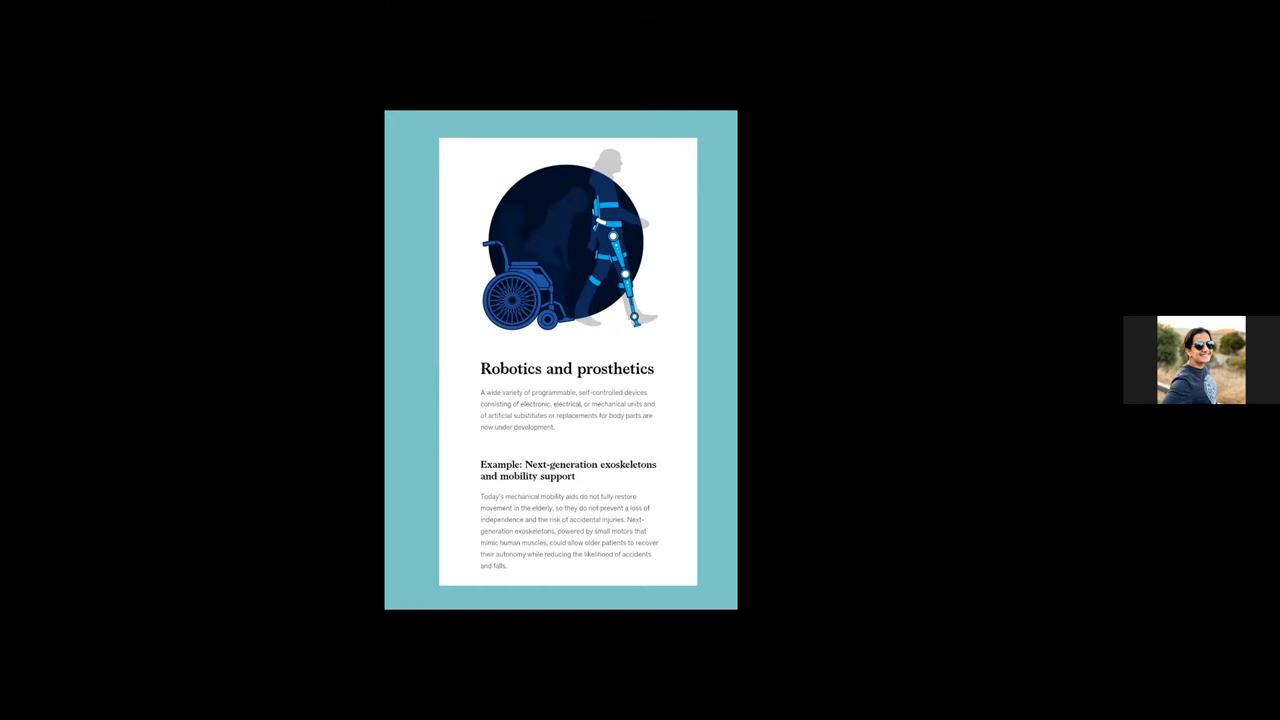 Robotics and prosthetics
A wide variety of programmable, self-controlled devices
consisting of electronic, electrical, or mechanical units and
of artificial substitutes or replacements for body parts are
now under development.
Example: Next-generation exoskeletons
and mobility support
Today's mechanical mobility aids do not fully restore
movement in the elderly, so they do not prevent a loss of
independence and the risk of accidental injuries. Next-
generation exoskeletons, powered by small motors that
mimic human muscles, could allow older patients to recover
their autonomy while reducing the likelihood of accidents
and falls.